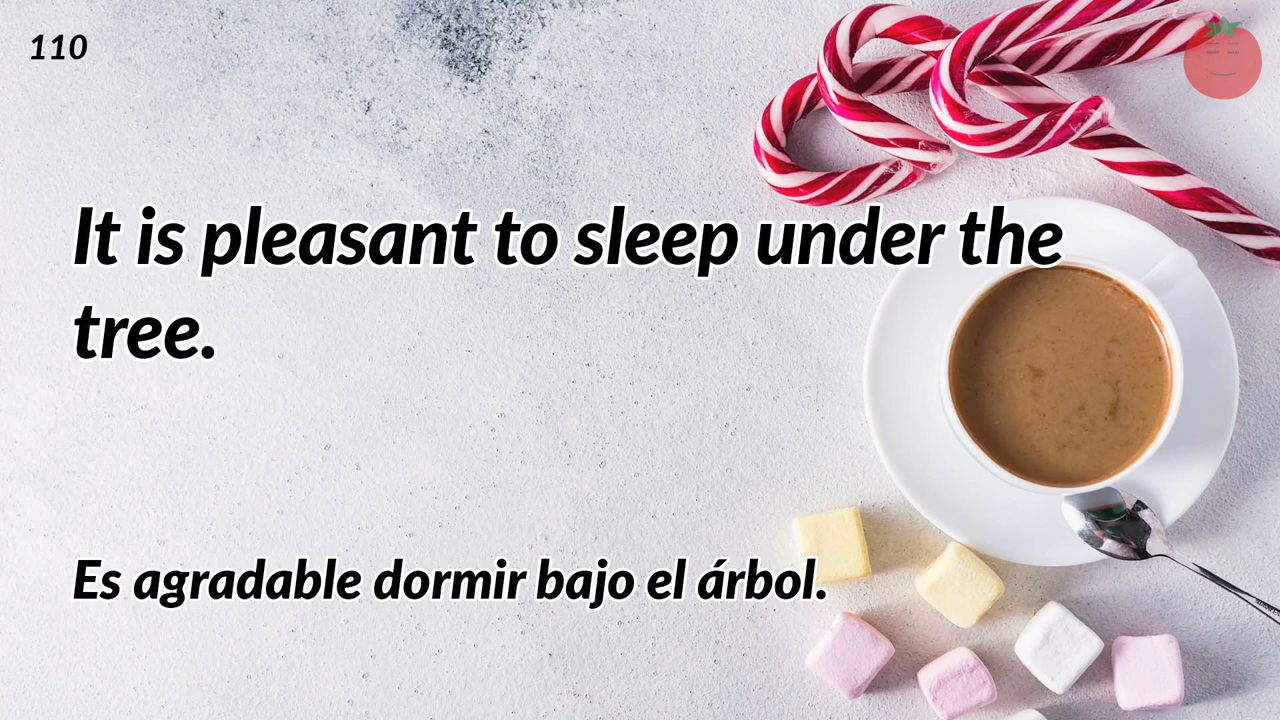 110
It is pleasant to sleep under the
tree.
Es agradable dormir bajo el árbol.